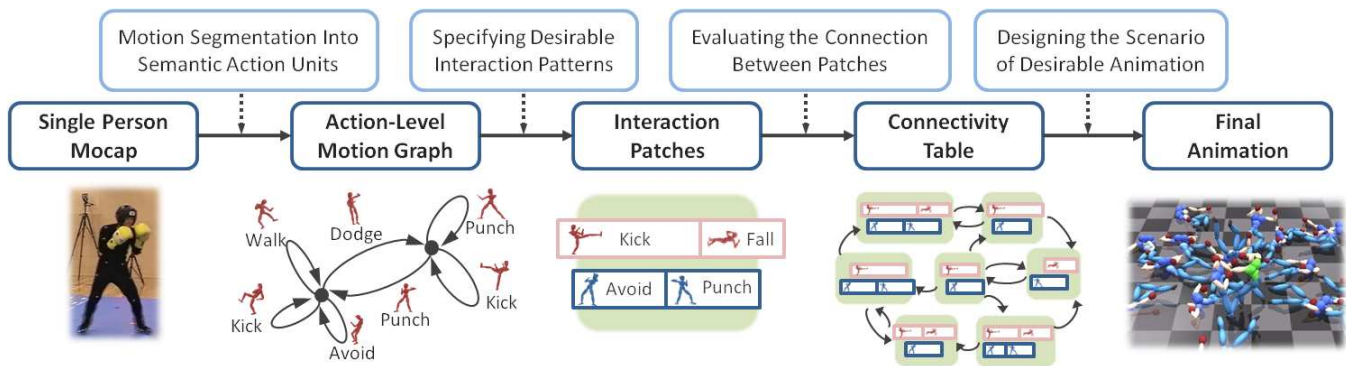 Motion Segmentation Into
Semantic Action Units
Specifying Desirable
Interaction Patterns
Evaluating the Connection
Between Patches
Designing the Scenario
of Desirable Animation
Single Person
Mocap
Action-Level
Motion Graph
Interaction
Patches
Connectivity
Table
Final
Animation
Walk
Dodge
Punch
Kick
Punch
Kick
Avoid
Kick
Fall
Avoid
Punch